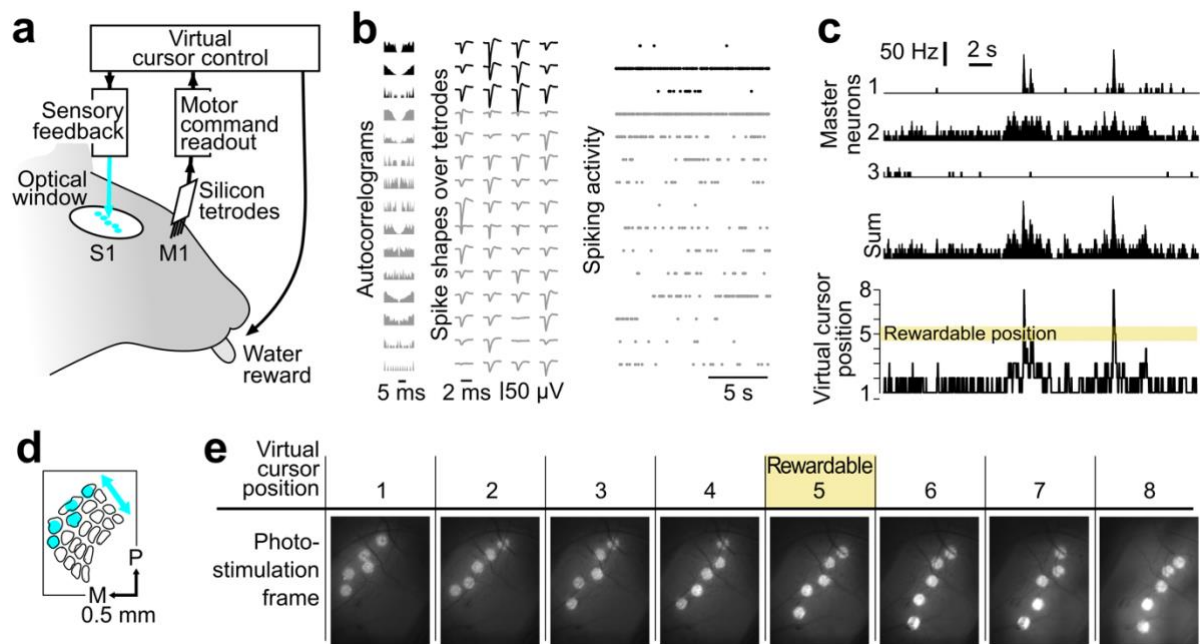 a
Virtual
cursor control
Sensory
feedback
Motor
command
readout
Optical
window
Silicon
tetrodes
S1
M1
Water
reward
b
Autocorrelograms
Spike shapes over tetrodes
Spiking activity
5 ms
2 ms
50 µV
5 s
c
50 Hz
2 s
Master
neurons
1
2
3
Sum
Virtual cursor
position
8
5
1
Rewardable position
d
P
M
0.5 mm
e
Virtual
cursor
position
1
2
3
4
Rewardable
5
6
7
8
Photo-
stimulation
frame